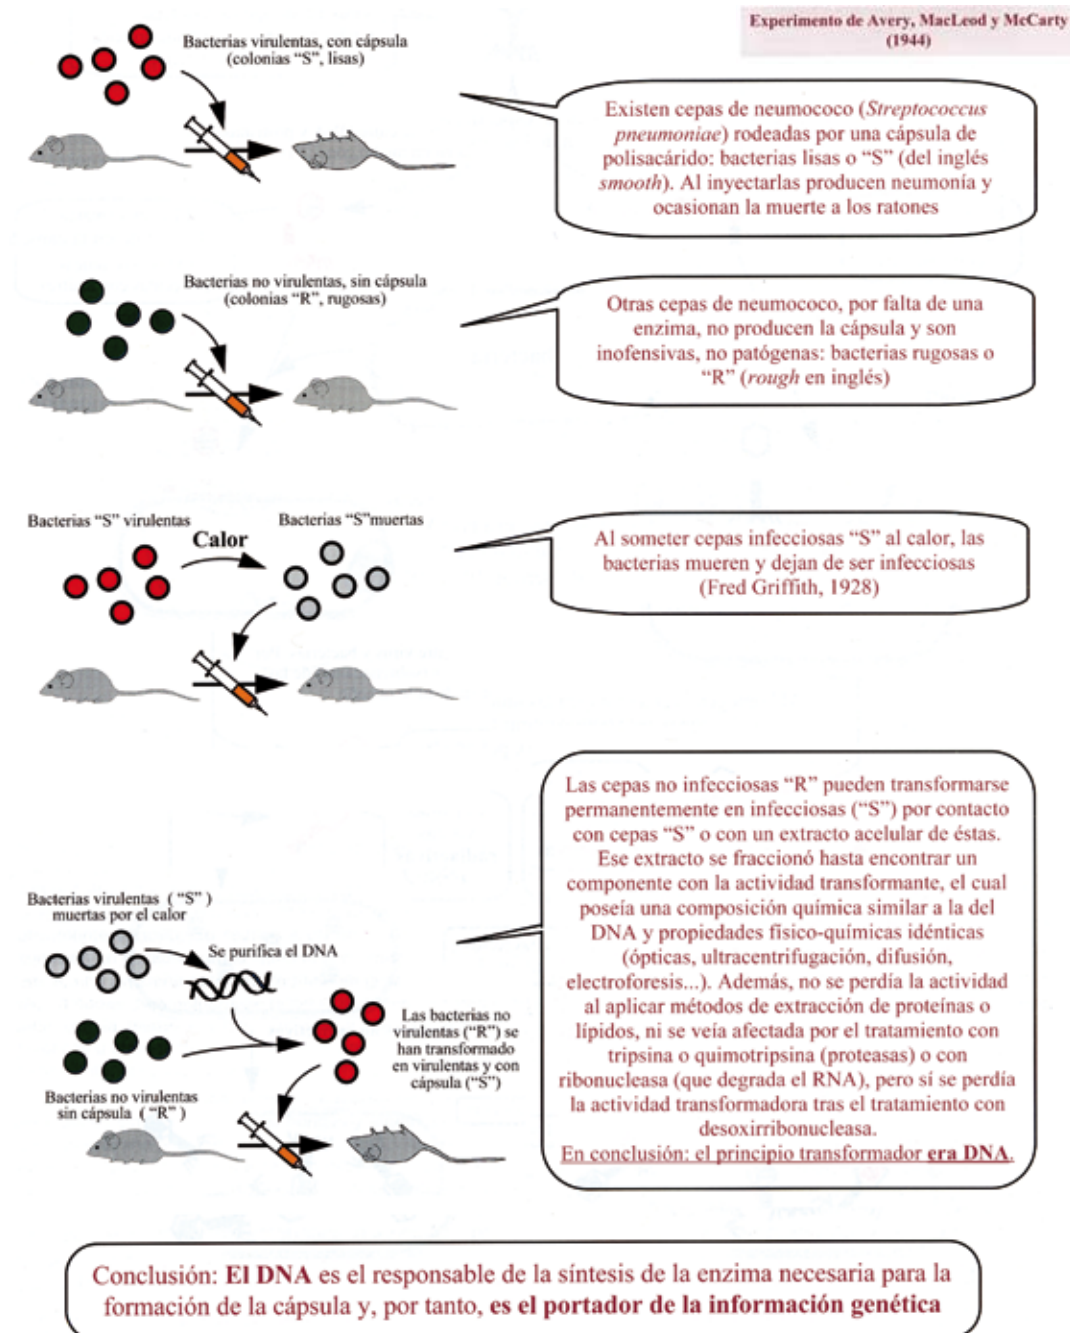 Experimento de Avery, MacLeod y McCarty
(1944)
Bacterias virulentas, con cápsula
(colonias “S”, lisas)
Existen cepas de neumococo (Streptococcus
pneumoniae) rodeadas por una cápsula de
polisacárido: bacterias lisas o “S” (del inglés
smooth). Al inyectarlas producen neumonía y
ocasionan la muerte a los ratones
Bacterias no virulentas, sin cápsula
(colonias “R”, rugosas)
Otras cepas de neumococo, por falta de una
enzima, no producen la cápsula y son
inofensivas, no patógenas: bacterias rugosas o
“R” (rough en inglés)
Bacterias “S” virulentas
Calor
Bacterias “S”muertas
Al someter cepas infecciosas “S” al calor, las
bacterias mueren y dejan de ser infecciosas
(Fred Griffith, 1928)
Bacterias virulentas ( “S” )
muertas por el calor
Se purifica el DNA
Las bacterias no
virulentas (“R”) se
han transformado
en virulentas y con
cápsula (“S”)
Bacterias no virulentas
sin cápsula ( “R” )
Las cepas no infecciosas “R” pueden transformarse
permanentemente en infecciosas (“S”) por contacto
con cepas “S” o con un extracto acelular de éstas.
Ese extracto se fraccionó hasta encontrar un
componente con la actividad transformante, el cual
poseía una composición química similar a la del
DNA y propiedades físico-químicas idénticas
(ópticas, ultracentrifugación, difusión,
electroforesis...). Además, no se perdía la actividad
al aplicar métodos de extracción de proteínas o
lípidos, ni se veía afectada por el tratamiento con
tripsina o quimotripsina (proteasas) o con
ribonucleasa (que degrada el RNA), pero sí se perdía
la actividad transformadora tras el tratamiento con
desoxirribonucleasa.
En conclusión: el principio transformador era DNA.
Conclusión: El DNA es el responsable de la síntesis de la enzima necesaria para la
formación de la cápsula y, por tanto, es el portador de la información genética